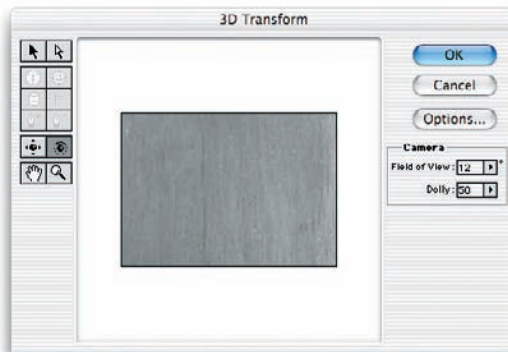 3D Transform
OK
Cancel
Options...
Camera
Field of View: 12 °
Dolly: 50